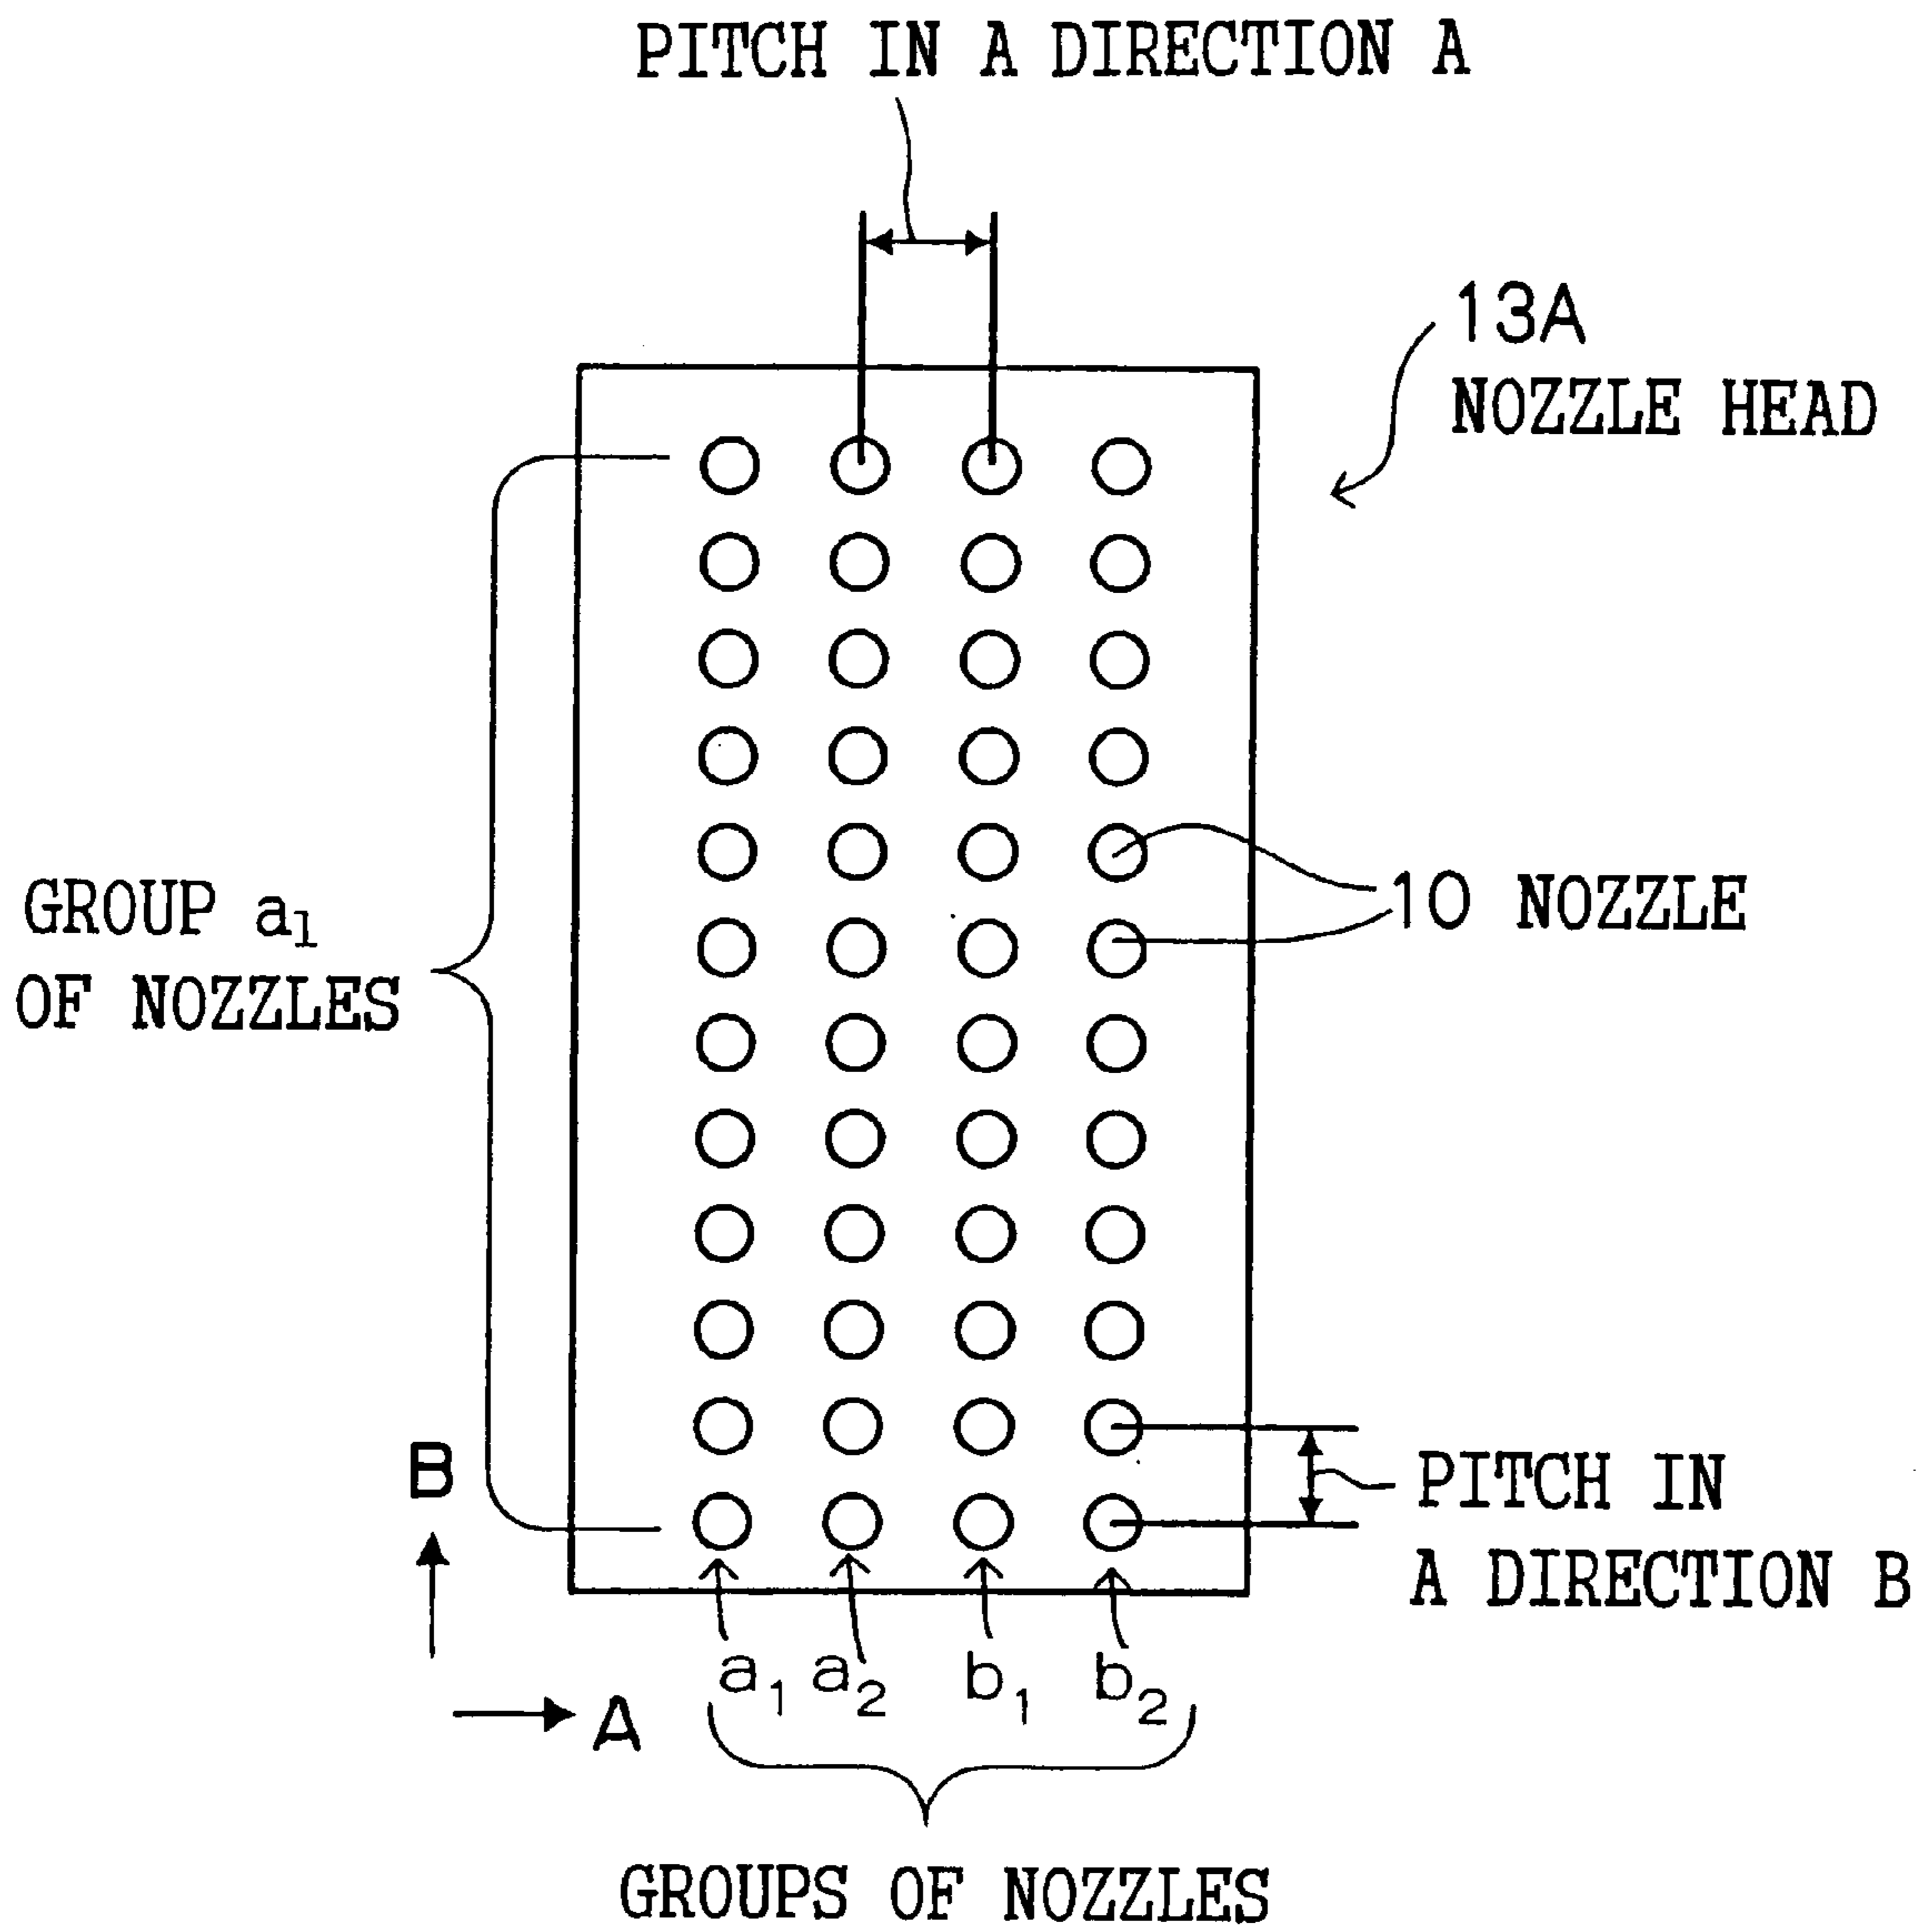 PITCH IN A DIRECTION A
13A
NOZZLE HEAD
GROUP a1
OF NOZZLES
10 NOZZLE
B
PITCH IN
A DIRECTION B
A
a1 a2 b1 b2
GROUPS OF NOZZLES